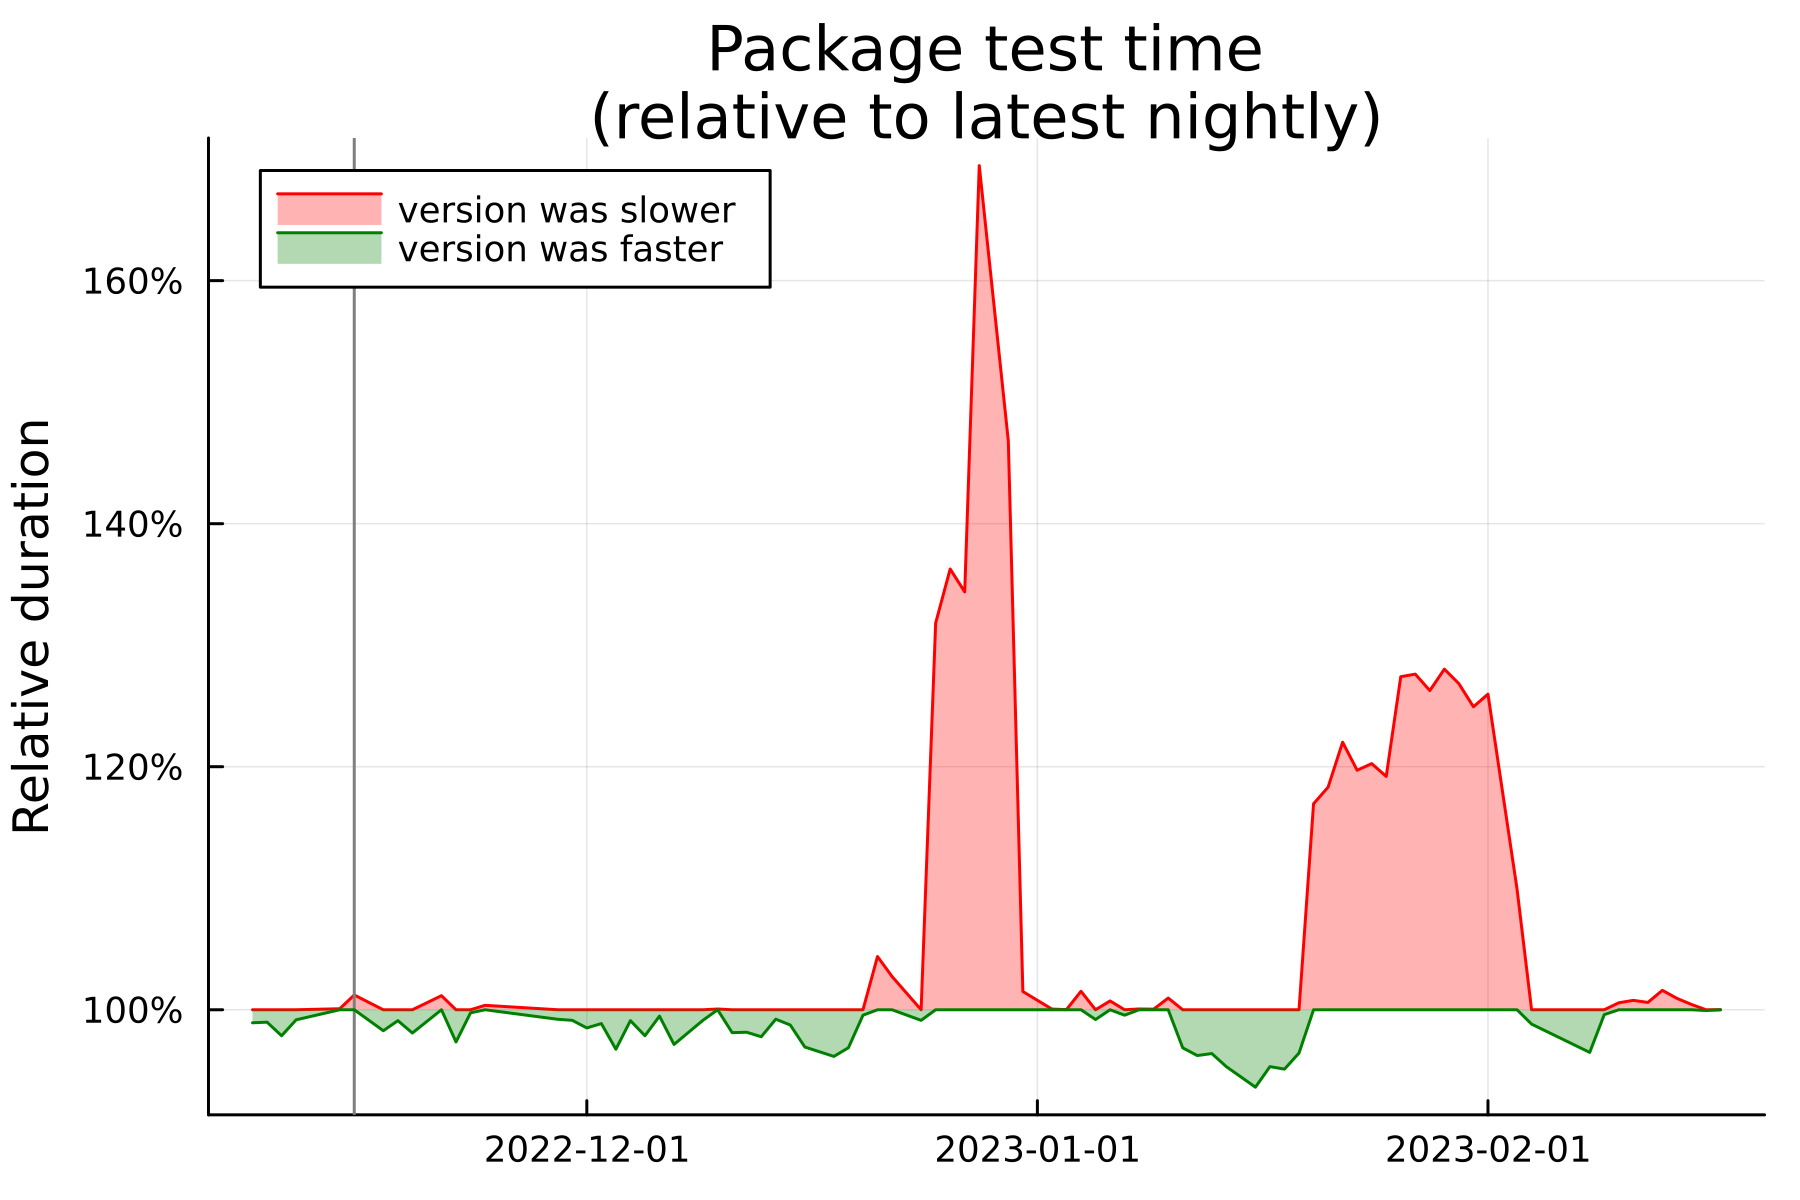 Package test time
(relative to latest nightly)
version was slower
version was faster
160%
140%
120%
100%
Relative duration
2022-12-01
2023-01-01
2023-02-01